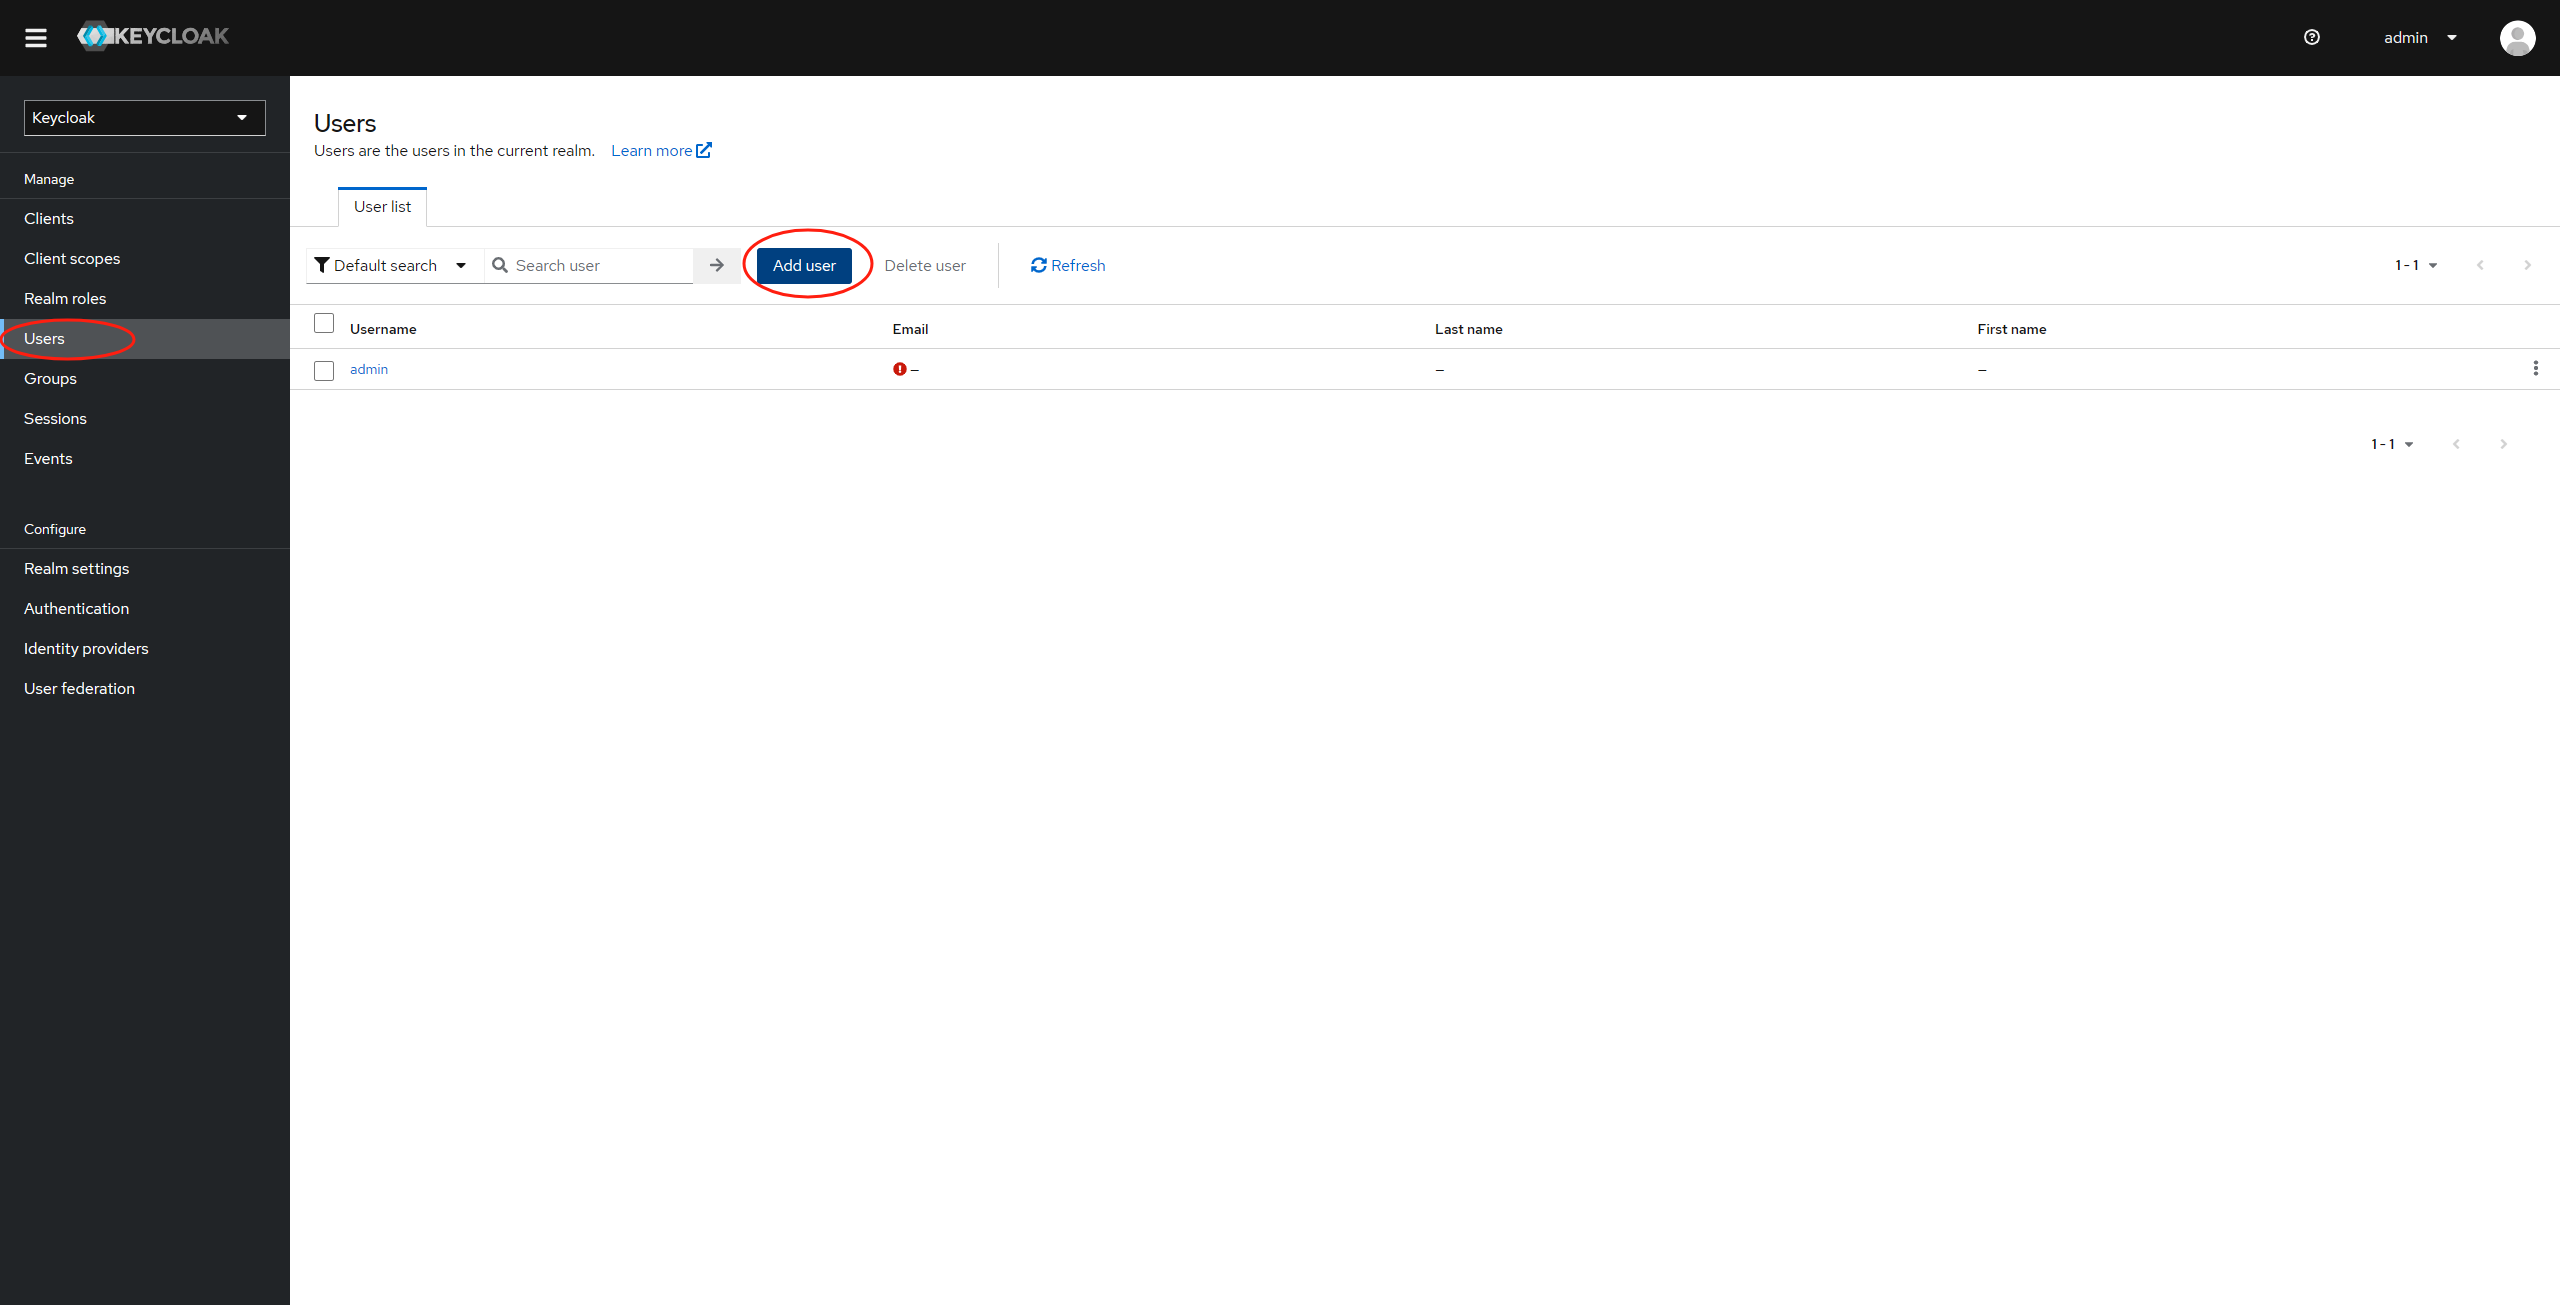 KEYCLOAK
admin
Keycloak
Manage
Clients
Client scopes
Realm roles
Users
Groups
Sessions
Events
Configure
Realm settings
Authentication
Identity providers
User federation
Users
Users are the users in the current realm. Learn more
User list
Default search Search user Add user Delete user Refresh 1 - 1
Username Email Last name First name
admin – – –
1 - 1